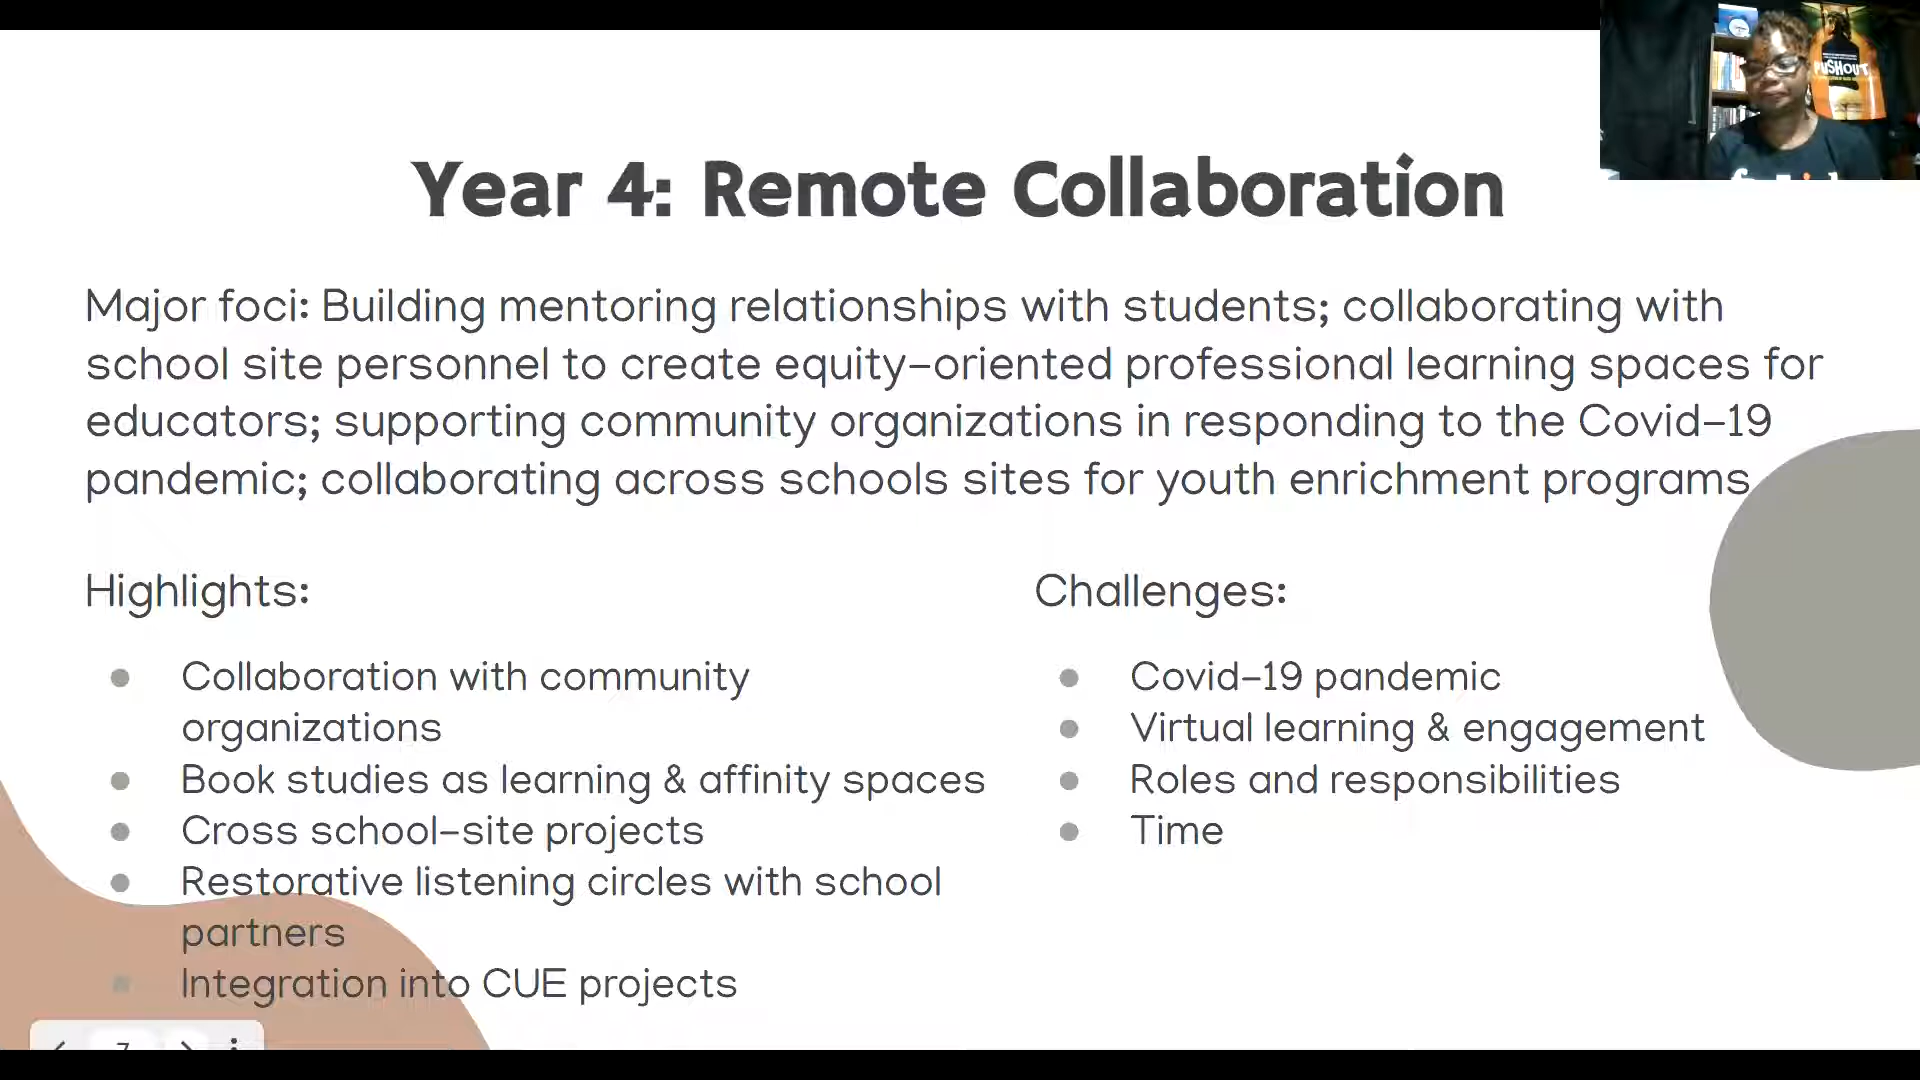 PUSHOUT
Year 4: Remote Collaboration
Major foci: Building mentoring relationships with students; collaborating with
school site personnel to create equity-oriented professional learning spaces for
educators; supporting community organizations in responding to the Covid-19
pandemic; collaborating across schools sites for youth enrichment programs
Highlights:
Collaboration with community
organizations
Book studies as learning & affinity spaces
Cross school-site projects
Restorative listening circles with school
partners
Integration into CUE projects
Challenges:
Covid-19 pandemic
Virtual learning & engagement
Roles and responsibilities
Time
7